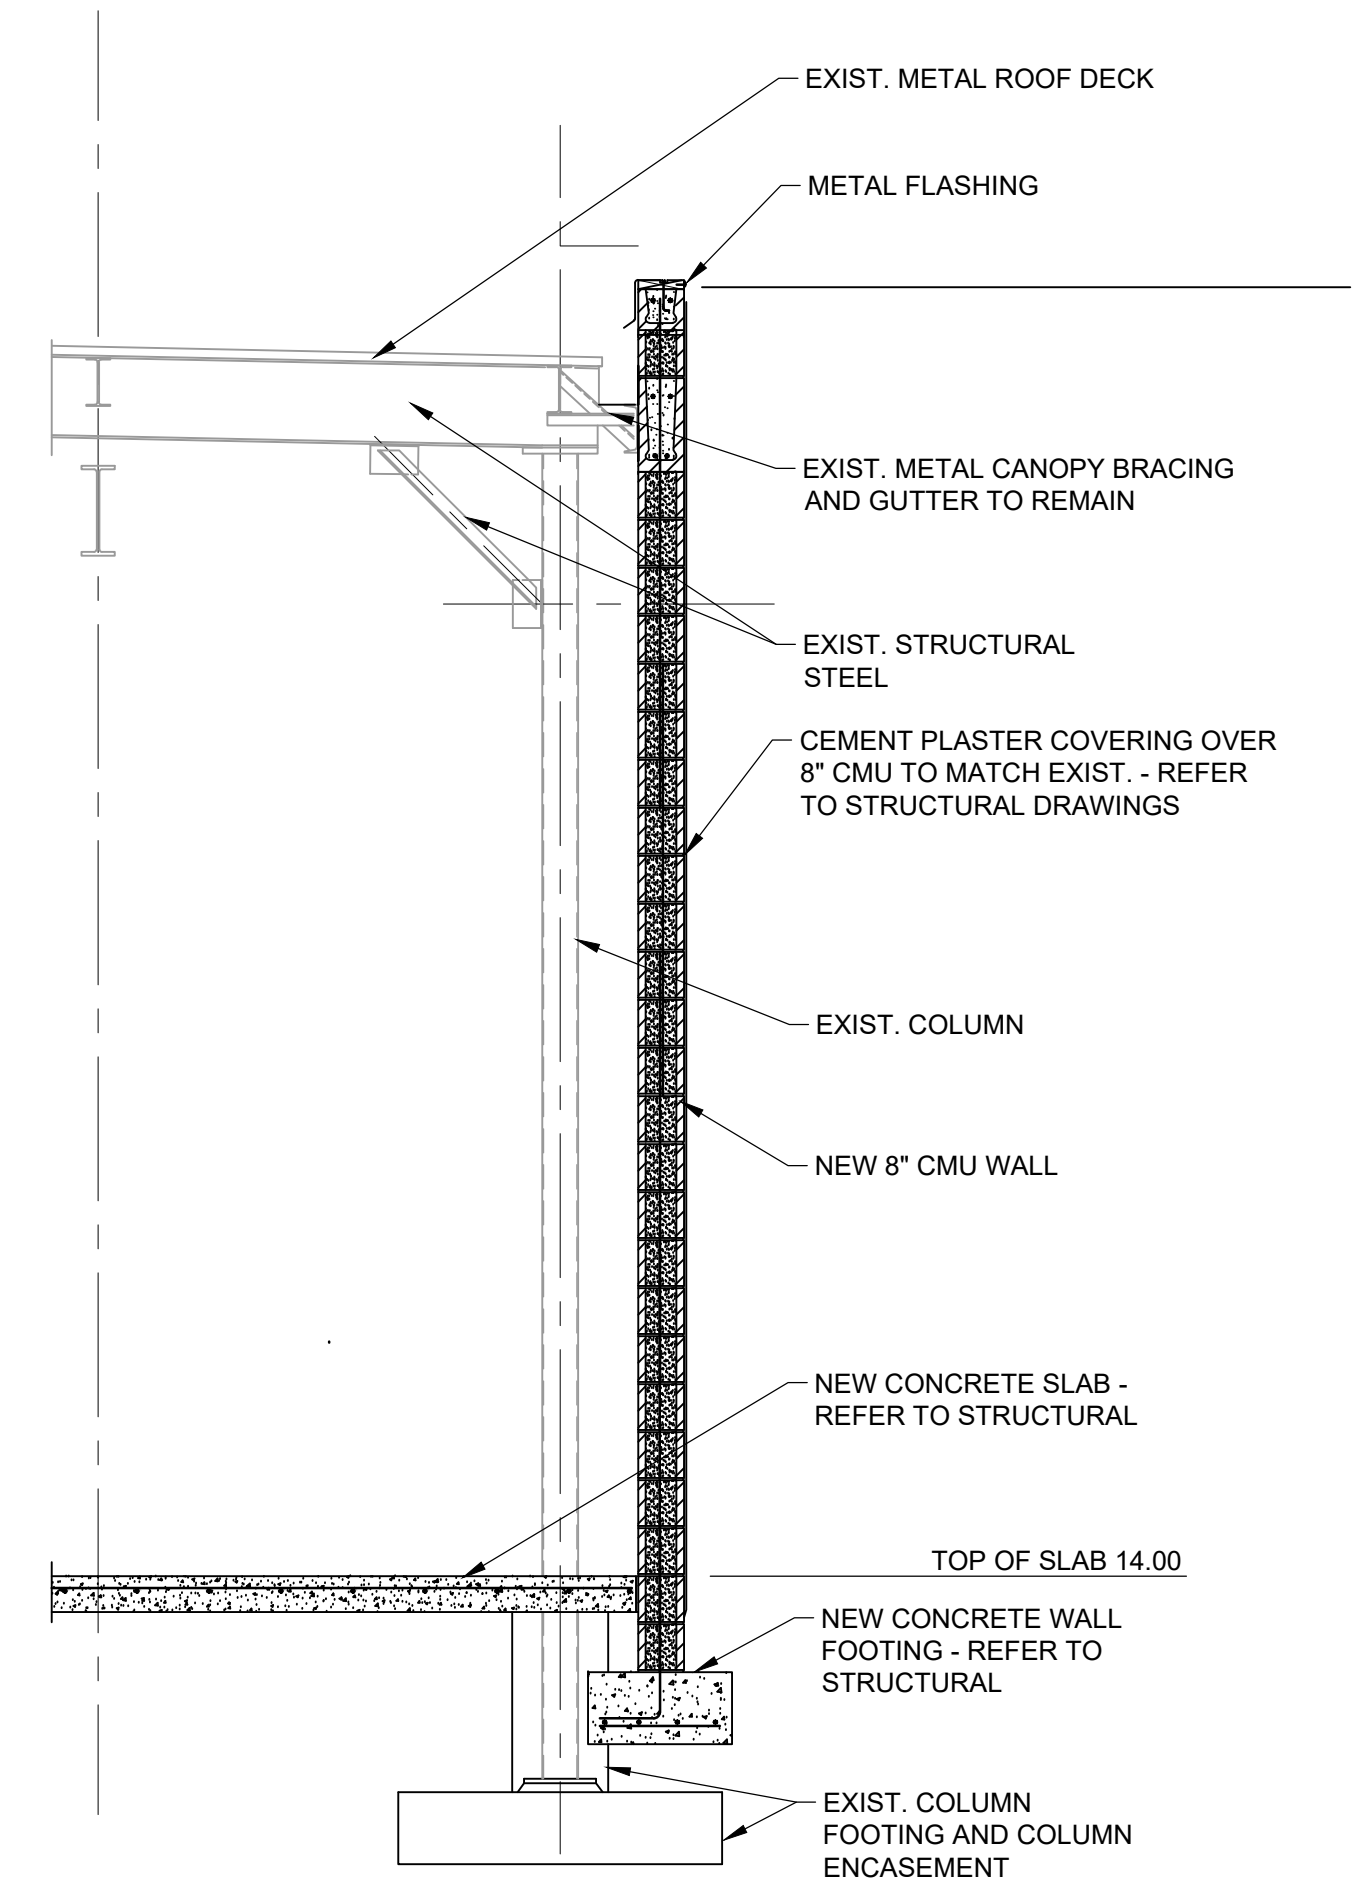 EXIST. METAL ROOF DECK
METAL FLASHING
EXIST. METAL CANOPY BRACING
AND GUTTER TO REMAIN
EXIST. STRUCTURAL
STEEL
CEMENT PLASTER COVERING OVER
8" CMU TO MATCH EXIST. - REFER
TO STRUCTURAL DRAWINGS
EXIST. COLUMN
NEW 8" CMU WALL
NEW CONCRETE SLAB -
REFER TO STRUCTURAL
TOP OF SLAB 14.00
NEW CONCRETE WALL
FOOTING - REFER TO
STRUCTURAL
EXIST. COLUMN
FOOTING AND COLUMN
ENCASEMENT